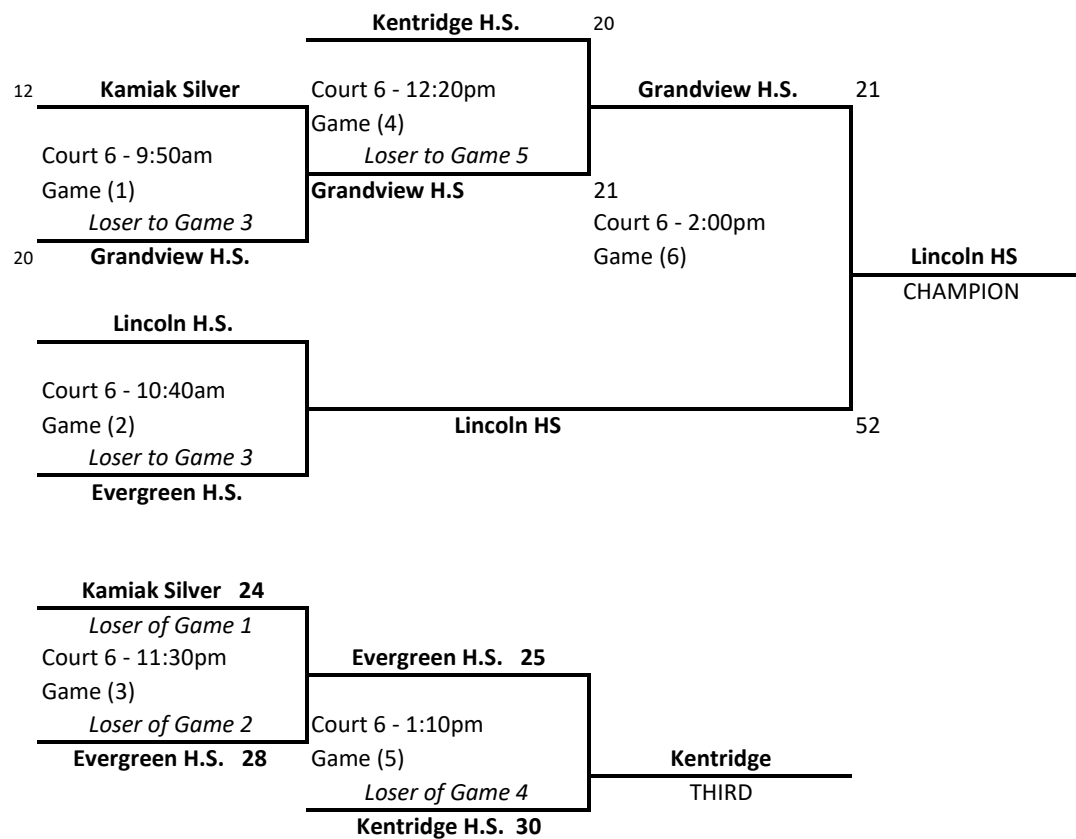 Kentridge H.S. 20
12 Kamiak Silver
Court 6 - 12:20pm
Grandview H.S. 21
Game (4)
Court 6 - 9:50am
Loser to Game 5
Game (1)
Grandview H.S 21
Loser to Game 3
Court 6 - 2:00pm
20 Grandview H.S.
Game (6)
Lincoln HS
CHAMPION
Lincoln H.S.
Court 6 - 10:40am
Game (2)
Lincoln HS 52
Loser to Game 3
Evergreen H.S.
Kamiak Silver 24
Loser of Game 1
Court 6 - 11:30pm
Evergreen H.S. 25
Game (3)
Loser of Game 2
Court 6 - 1:10pm
Evergreen H.S. 28
Game (5)
Kentridge
Loser of Game 4
THIRD
Kentridge H.S. 30